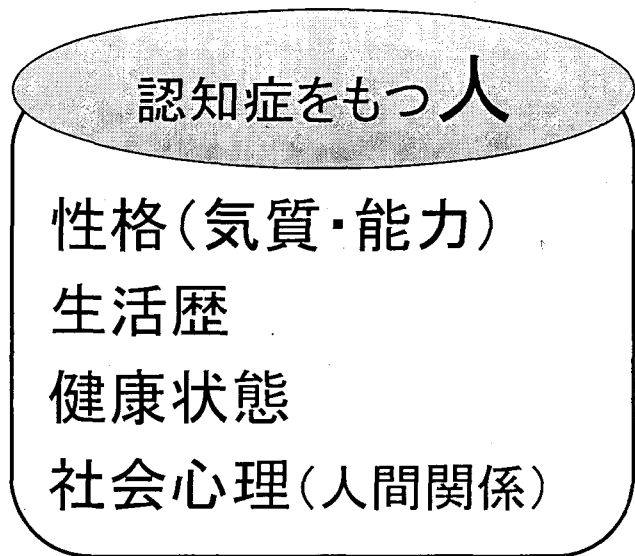 認知症をもつ人
性格(気質・能力)
生活歴
健康状態
社会心理(人間関係)